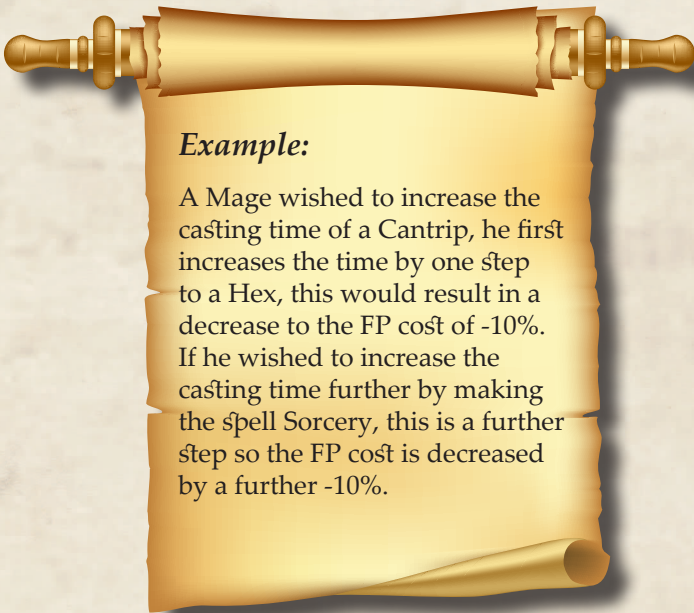 Example:
A Mage wished to increase the
casting time of a Cantrip, he first
increases the time by one step
to a Hex, this would result in a
decrease to the FP cost of -10%.
If he wished to increase the
casting time further by making
the spell Sorcery, this is a further
step so the FP cost is decreased
by a further -10%.